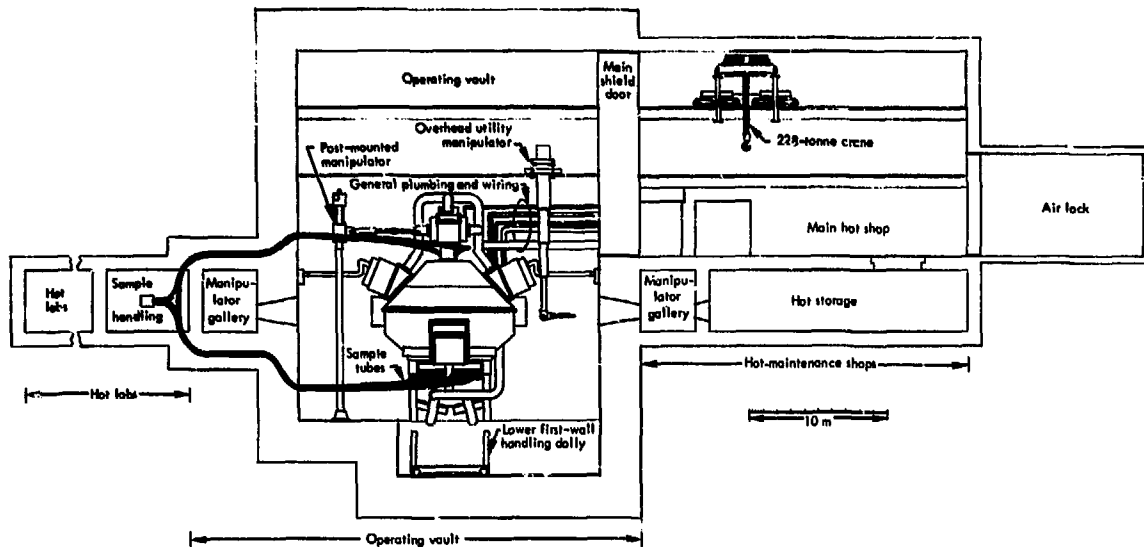 Operating vault
Main
shield
door
Overhead utility
manipulator
Post-mounted
manipulator
228-tonne crane
General plumbing and wiring
Main hot shop
Air lock
Hot
labs
Sample
handling
Manipu-
lator
gallery
Manipu-
lator
gallery
Hot storage
Sample
tubes
Hot-maintenance shops
Hot labs
10 m
Lower first-wall
handling dolly
Operating vault